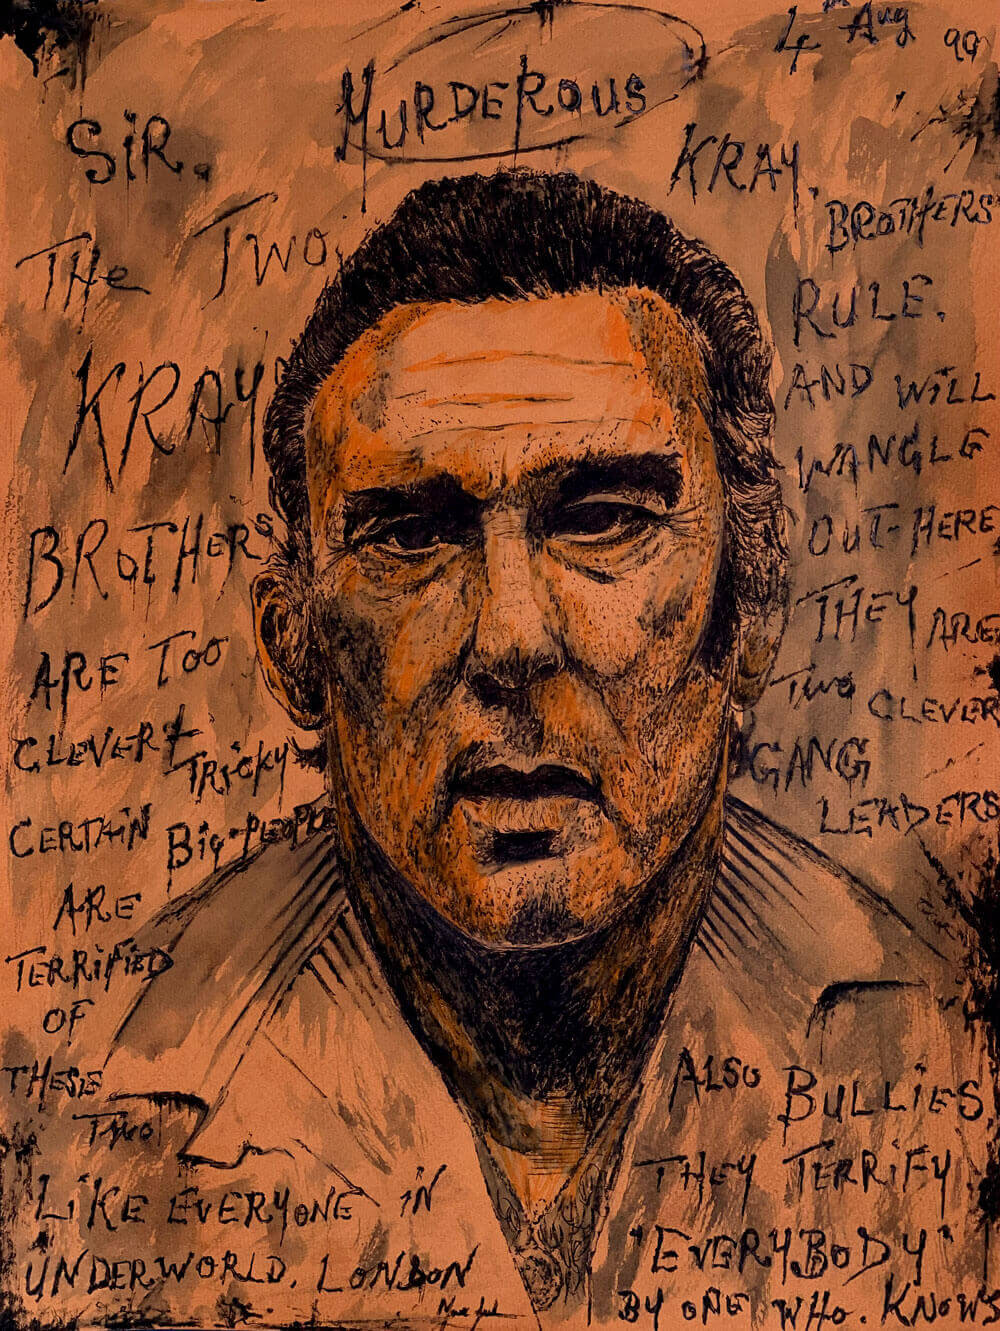 4th Aug 99
MURDEROUS
SiR.
THe TWO
KRAY
BROTHERS
ARE TOO
CLEVER +
TRicky
CERTAiN Big-PEOPLE
ARE
TERRiFiED
OF
THESE
TWO
LiKE EVERYONE iN
UNDERWORLD. LONDON
KRAY.
BROTHERS
RULE.
AND WiLL
WANGLE
OUT-HERE
THEY ARE
TWO CLEVER
GANG
LEADERS
ALSO BULLiES.
THEY TERRiFY.
"EVERYBODY"
BY ONE WHO. KNOWS